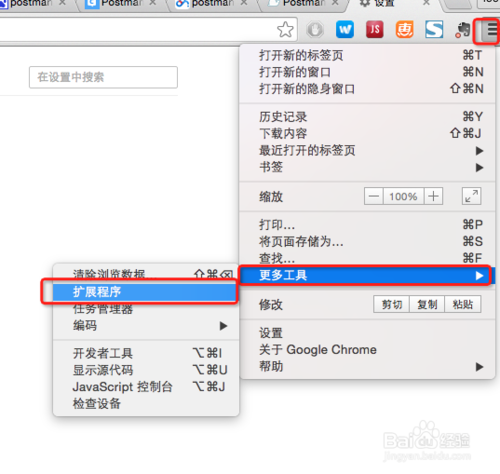 postman
Postman
postman
Postman
设置
在设置中搜索
打开新的标签页 ⌘T
打开新的窗口 ⌘N
打开新的隐身窗口 ⇧⌘N
历史记录 ⌘Y
下载内容 ⇧⌘J
最近打开的标签页 ▶
书签 ▶
缩放 — 100% +
打印... ⌘P
将页面存储为... ⌘S
查找... ⌘F
更多工具 ▶
修改 剪切 复制 粘贴
设置
关于 Google Chrome
帮助 ▶
清除浏览数据 ⇧⌘⌫
扩展程序
任务管理器
编码 ▶
开发者工具 ⌥⌘I
显示源代码 ⌥⌘U
JavaScript 控制台 ⌥⌘J
检查设备
Baidu 经验
jingyan.baidu.com